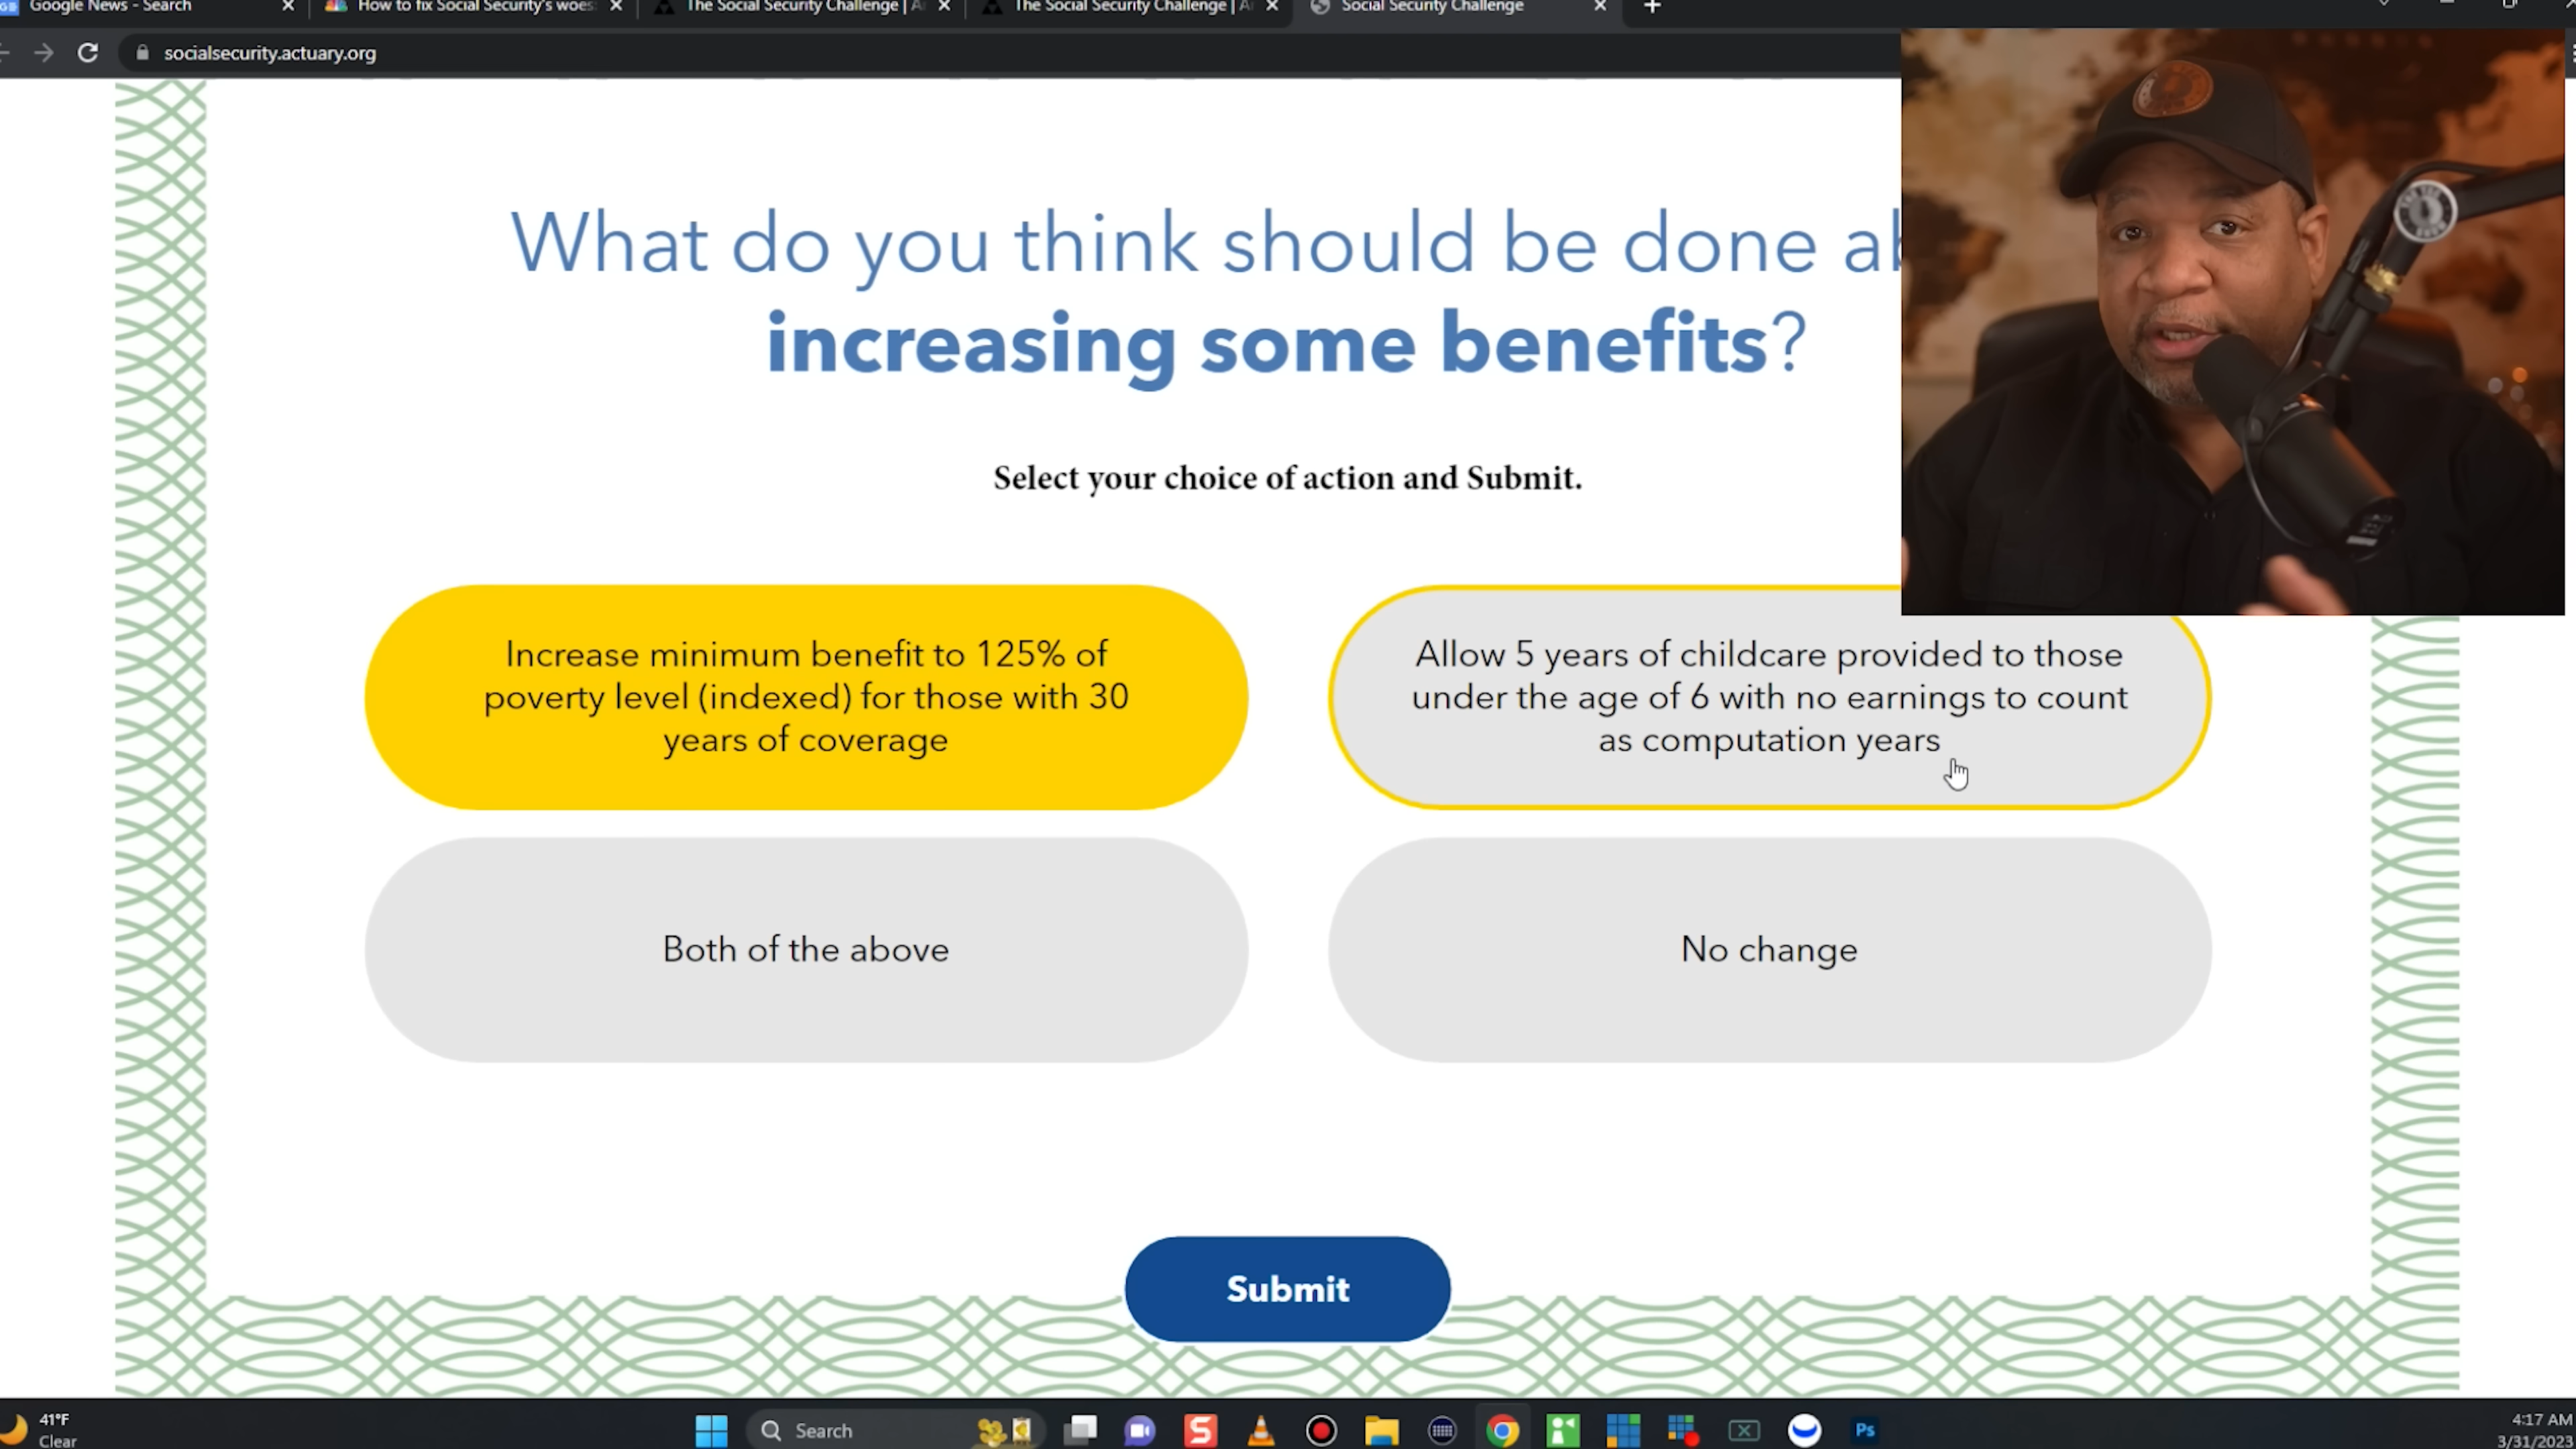 Google News - Search
How to fix Social Security's woes
The Social Security Challenge | A
The Social Security Challenge | A
Social Security Challenge
socialsecurity.actuary.org
What do you think should be done
increasing some benefits?
Select your choice of action and Submit.
Increase minimum benefit to 125% of
poverty level (indexed) for those with 30
years of coverage
Allow 5 years of childcare provided to those
under the age of 6 with no earnings to count
as computation years
Both of the above
No change
Submit
41°F
Clear
Search
Ps
4:17 AM
3/31/2023